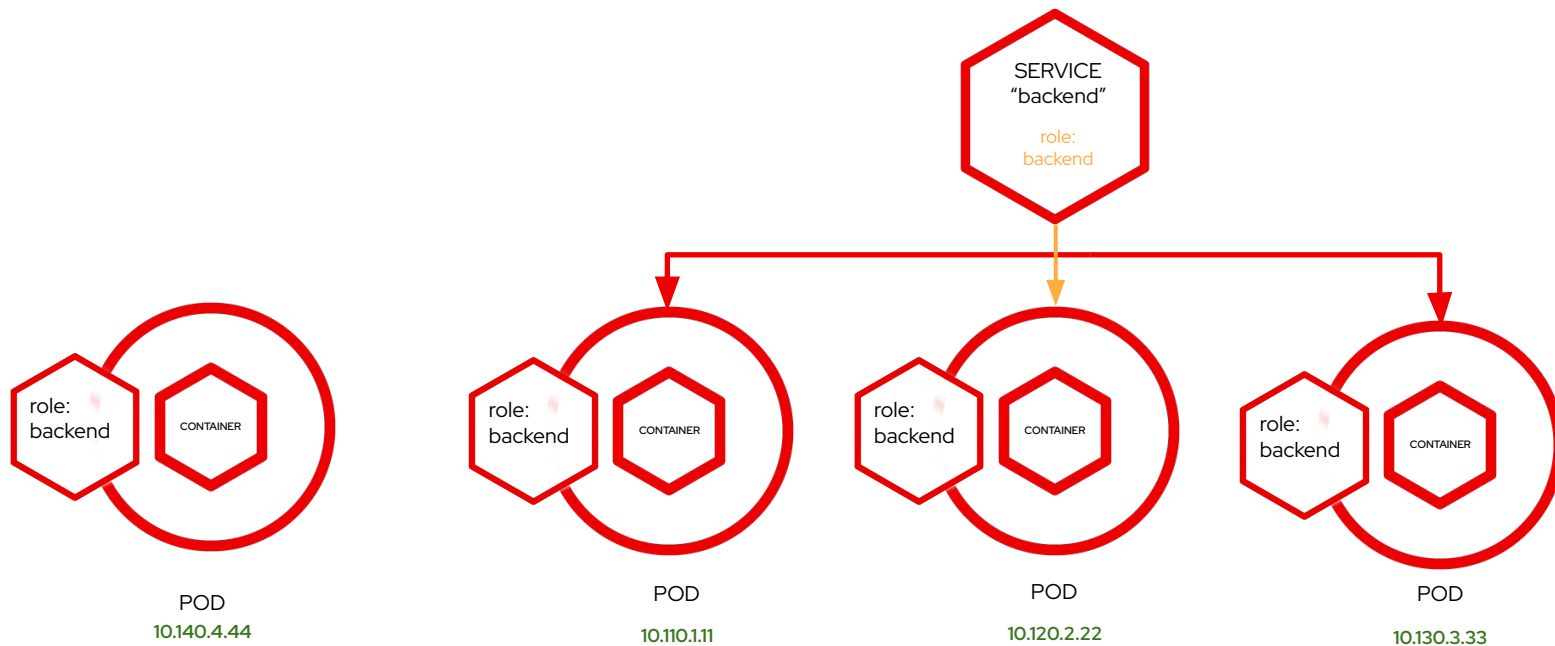 SERVICE
“backend”
role:
backend
role:
backend
CONTAINER
POD
10.140.4.44
role:
backend
CONTAINER
POD
10.110.1.11
role:
backend
CONTAINER
POD
10.120.2.22
role:
backend
CONTAINER
POD
10.130.3.33